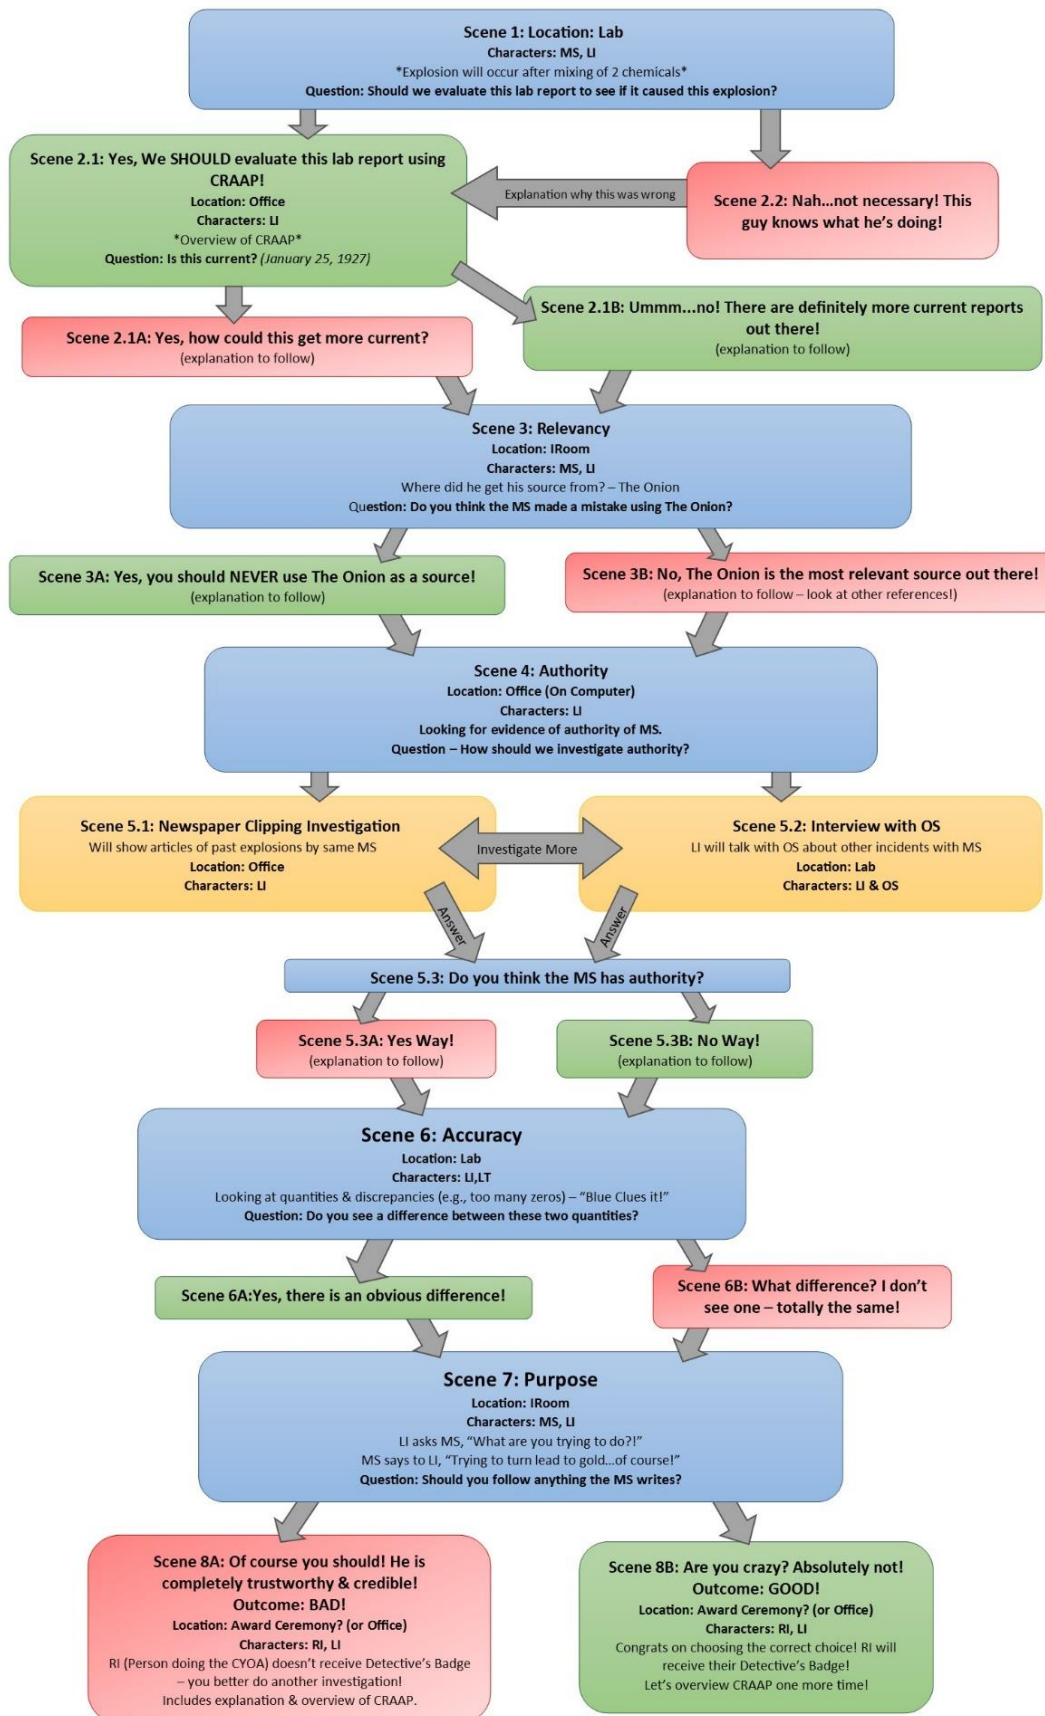 Scene 1: Location: Lab
Characters: MS, LI
*Explosion will occur after mixing of 2 chemicals*
Question: Should we evaluate this lab report to see if it caused this explosion?
Scene 2.1: Yes, We SHOULD evaluate this lab report using
CRAAP!
Location: Office
Characters: LI
*Overview of CRAAP*
Question: Is this current? (January 25, 1927)
Explanation why this was wrong
Scene 2.2: Nah...not necessary! This
guy knows what he's doing!
Scene 2.1A: Yes, how could this get more current?
(explanation to follow)
Scene 2.1B: Ummm...no! There are definitely more current reports
out there!
(explanation to follow)
Scene 3: Relevancy
Location: IRoom
Characters: MS, LI
Where did he get his source from? – The Onion
Question: Do you think the MS made a mistake using The Onion?
Scene 3A: Yes, you should NEVER use The Onion as a source!
(explanation to follow)
Scene 3B: No, The Onion is the most relevant source out there!
(explanation to follow – look at other references!)
Scene 4: Authority
Location: Office (On Computer)
Characters: LI
Looking for evidence of authority of MS.
Question – How should we investigate authority?
Scene 5.1: Newspaper Clipping Investigation
Will show articles of past explosions by same MS
Location: Office
Characters: LI
Investigate More
Scene 5.2: Interview with OS
LI will talk with OS about other incidents with MS
Location: Lab
Characters: LI & OS
Answer
Answer
Scene 5.3: Do you think the MS has authority?
Scene 5.3A: Yes Way!
(explanation to follow)
Scene 5.3B: No Way!
(explanation to follow)
Scene 6: Accuracy
Location: Lab
Characters: LI,LT
Looking at quantities & discrepancies (e.g., too many zeros) – "Blue Clues it!"
Question: Do you see a difference between these two quantities?
Scene 6A:Yes, there is an obvious difference!
Scene 6B: What difference? I don't
see one – totally the same!
Scene 7: Purpose
Location: IRoom
Characters: MS, LI
LI asks MS, "What are you trying to do?!"
MS says to LI, "Trying to turn lead to gold...of course!"
Question: Should you follow anything the MS writes?
Scene 8A: Of course you should! He is
completely trustworthy & credible!
Outcome: BAD!
Location: Award Ceremony? (or Office)
Characters: RI, LI
RI (Person doing the CYOA) doesn't receive Detective's Badge
– you better do another investigation!
Includes explanation & overview of CRAAP.
Scene 8B: Are you crazy? Absolutely not!
Outcome: GOOD!
Location: Award Ceremony? (or Office)
Characters: RI, LI
Congrats on choosing the correct choice! RI will
receive their Detective's Badge!
Let's overview CRAAP one more time!